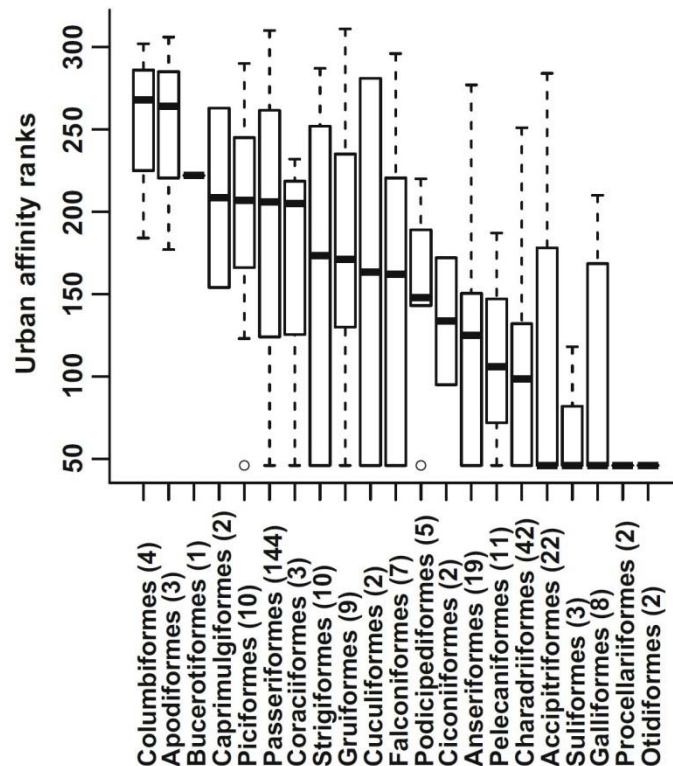 Urban affinity ranks
300
250
200
150
100
50
Columbiformes (4)
Apodiformes (3)
Bucerotiformes (1)
Caprimulgiformes (2)
Piciformes (10)
Passeriformes (144)
Coraciiformes (3)
Strigiformes (10)
Gruiformes (9)
Cuculiformes (2)
Falconiformes (7)
Podicipediformes (5)
Ciconiiformes (2)
Anseriformes (19)
Pelecaniformes (11)
Charadriiformes (42)
Accipitriformes (22)
Suliformes (3)
Galliformes (8)
Procellariiformes (2)
Otidiformes (2)